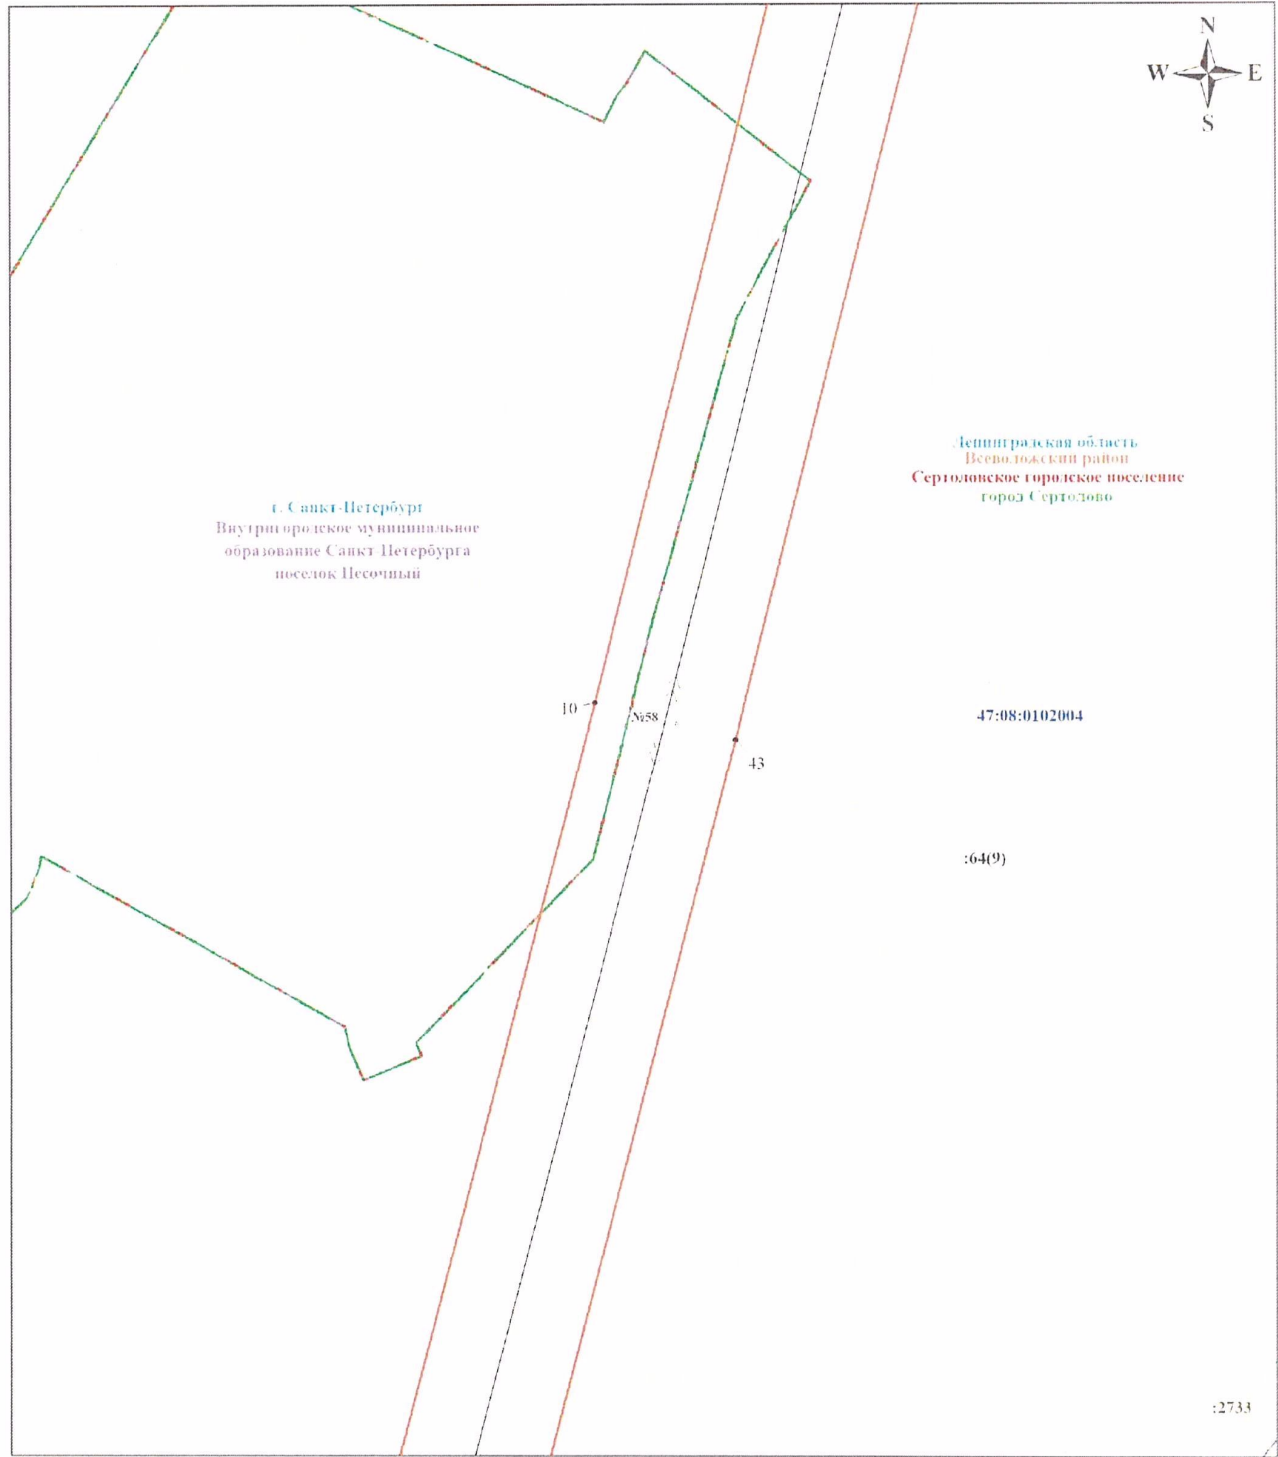 N
W E
S
Ленинградская область
Всеволожский район
Сертоловское городское поселение
город Сертолово
г. Санкт-Петербург
Внутригородское муниципальное
образование Санкт-Петербурга
поселок Песочный
10
№58
47:08:0102004
43
:64(9)
:2733